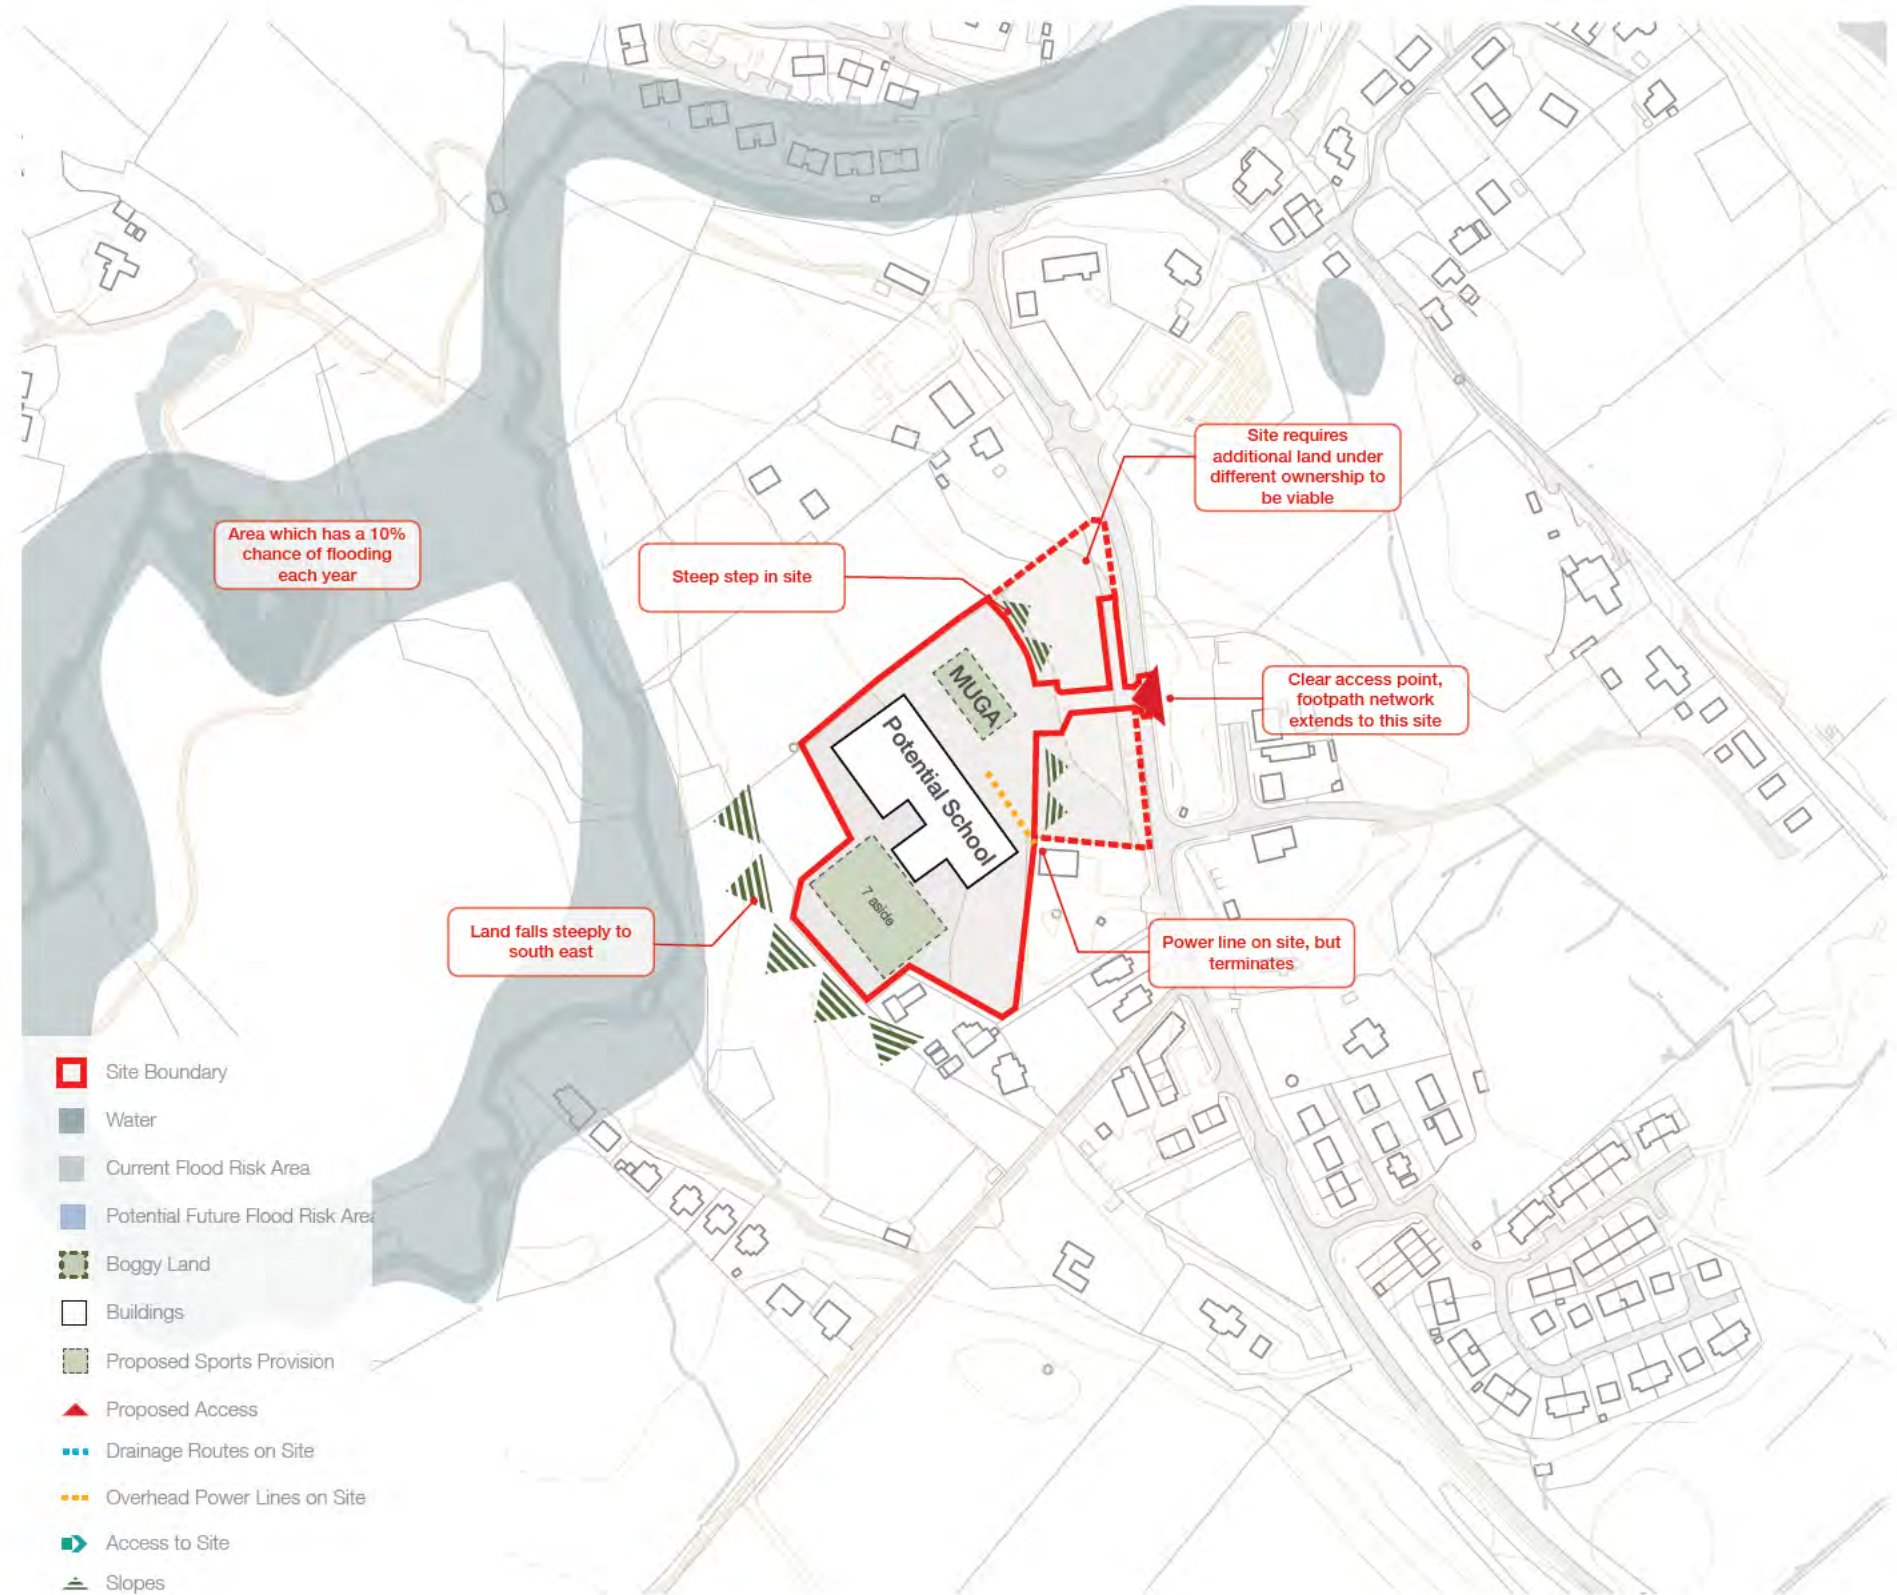 Site requires
additional land under
different ownership to
be viable
Area which has a 10%
chance of flooding
each year
Steep step in site
Clear access point,
footpath network
extends to this site
MUGA
Potential School
7 aside
Land falls steeply to
south east
Power line on site, but
terminates
Site Boundary
Water
Current Flood Risk Area
Potential Future Flood Risk Area
Boggy Land
Buildings
Proposed Sports Provision
Proposed Access
Drainage Routes on Site
Overhead Power Lines on Site
Access to Site
Slopes